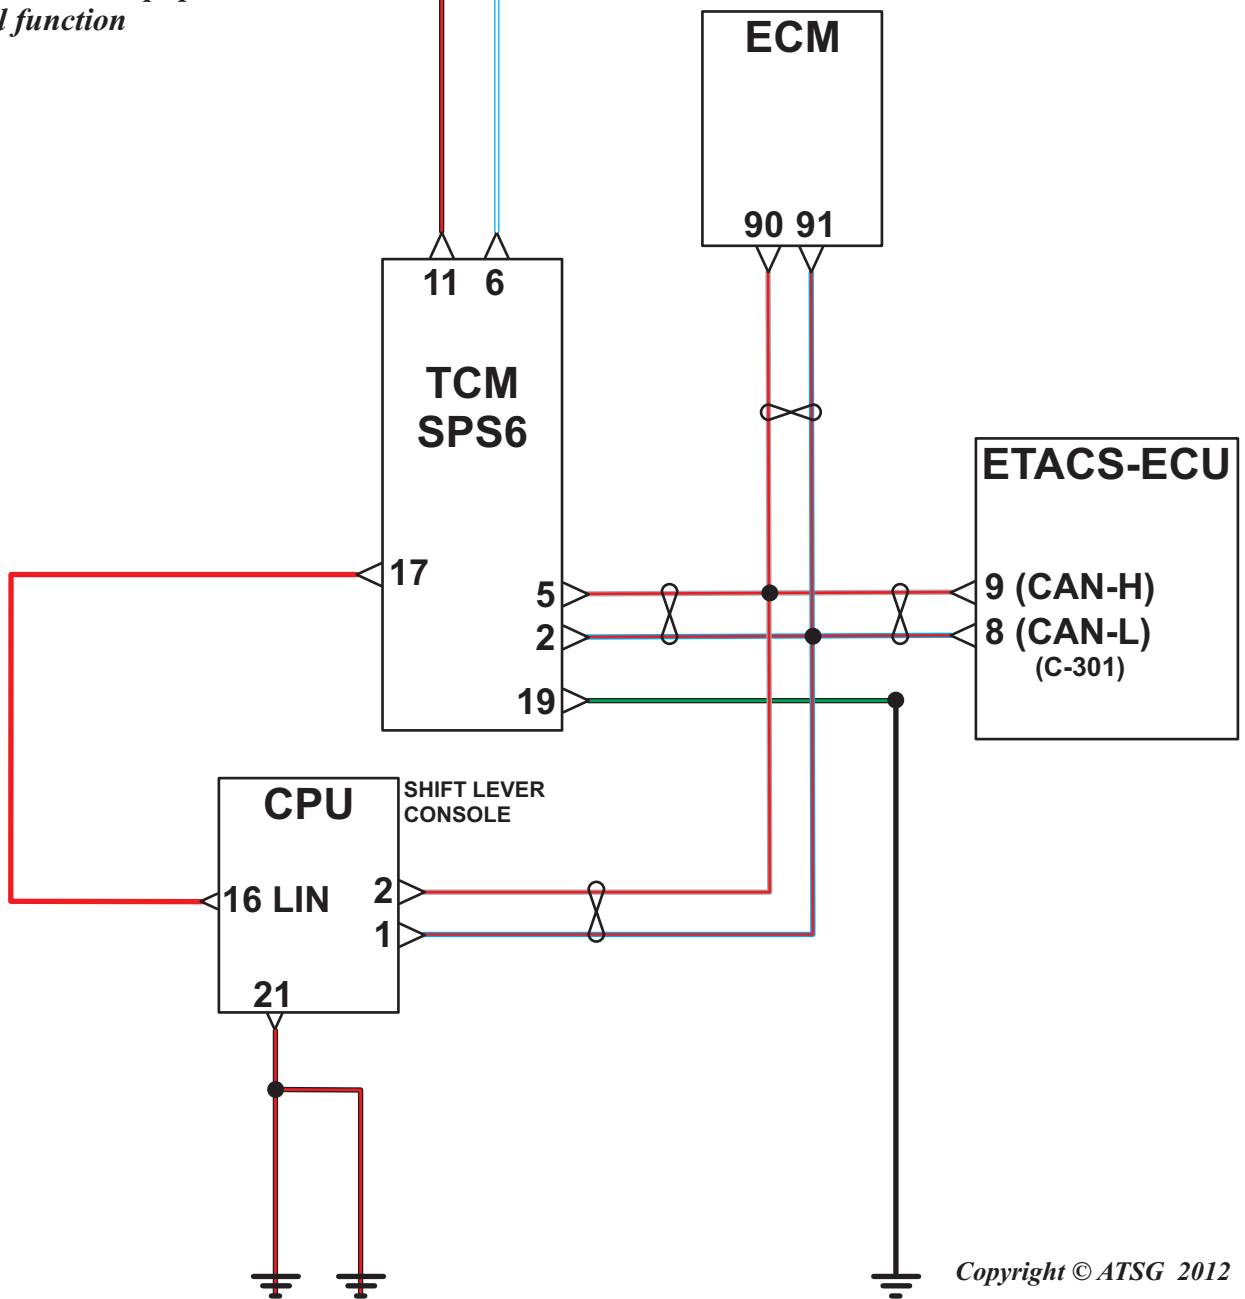 l function
ECM
90 91
11 6
TCM
SPS6
ETACS-ECU
17
5
9 (CAN-H)
2
8 (CAN-L)
(C-301)
19
CPU
SHIFT LEVER
CONSOLE
16 LIN
2
1
21
Copyright © ATSG 2012